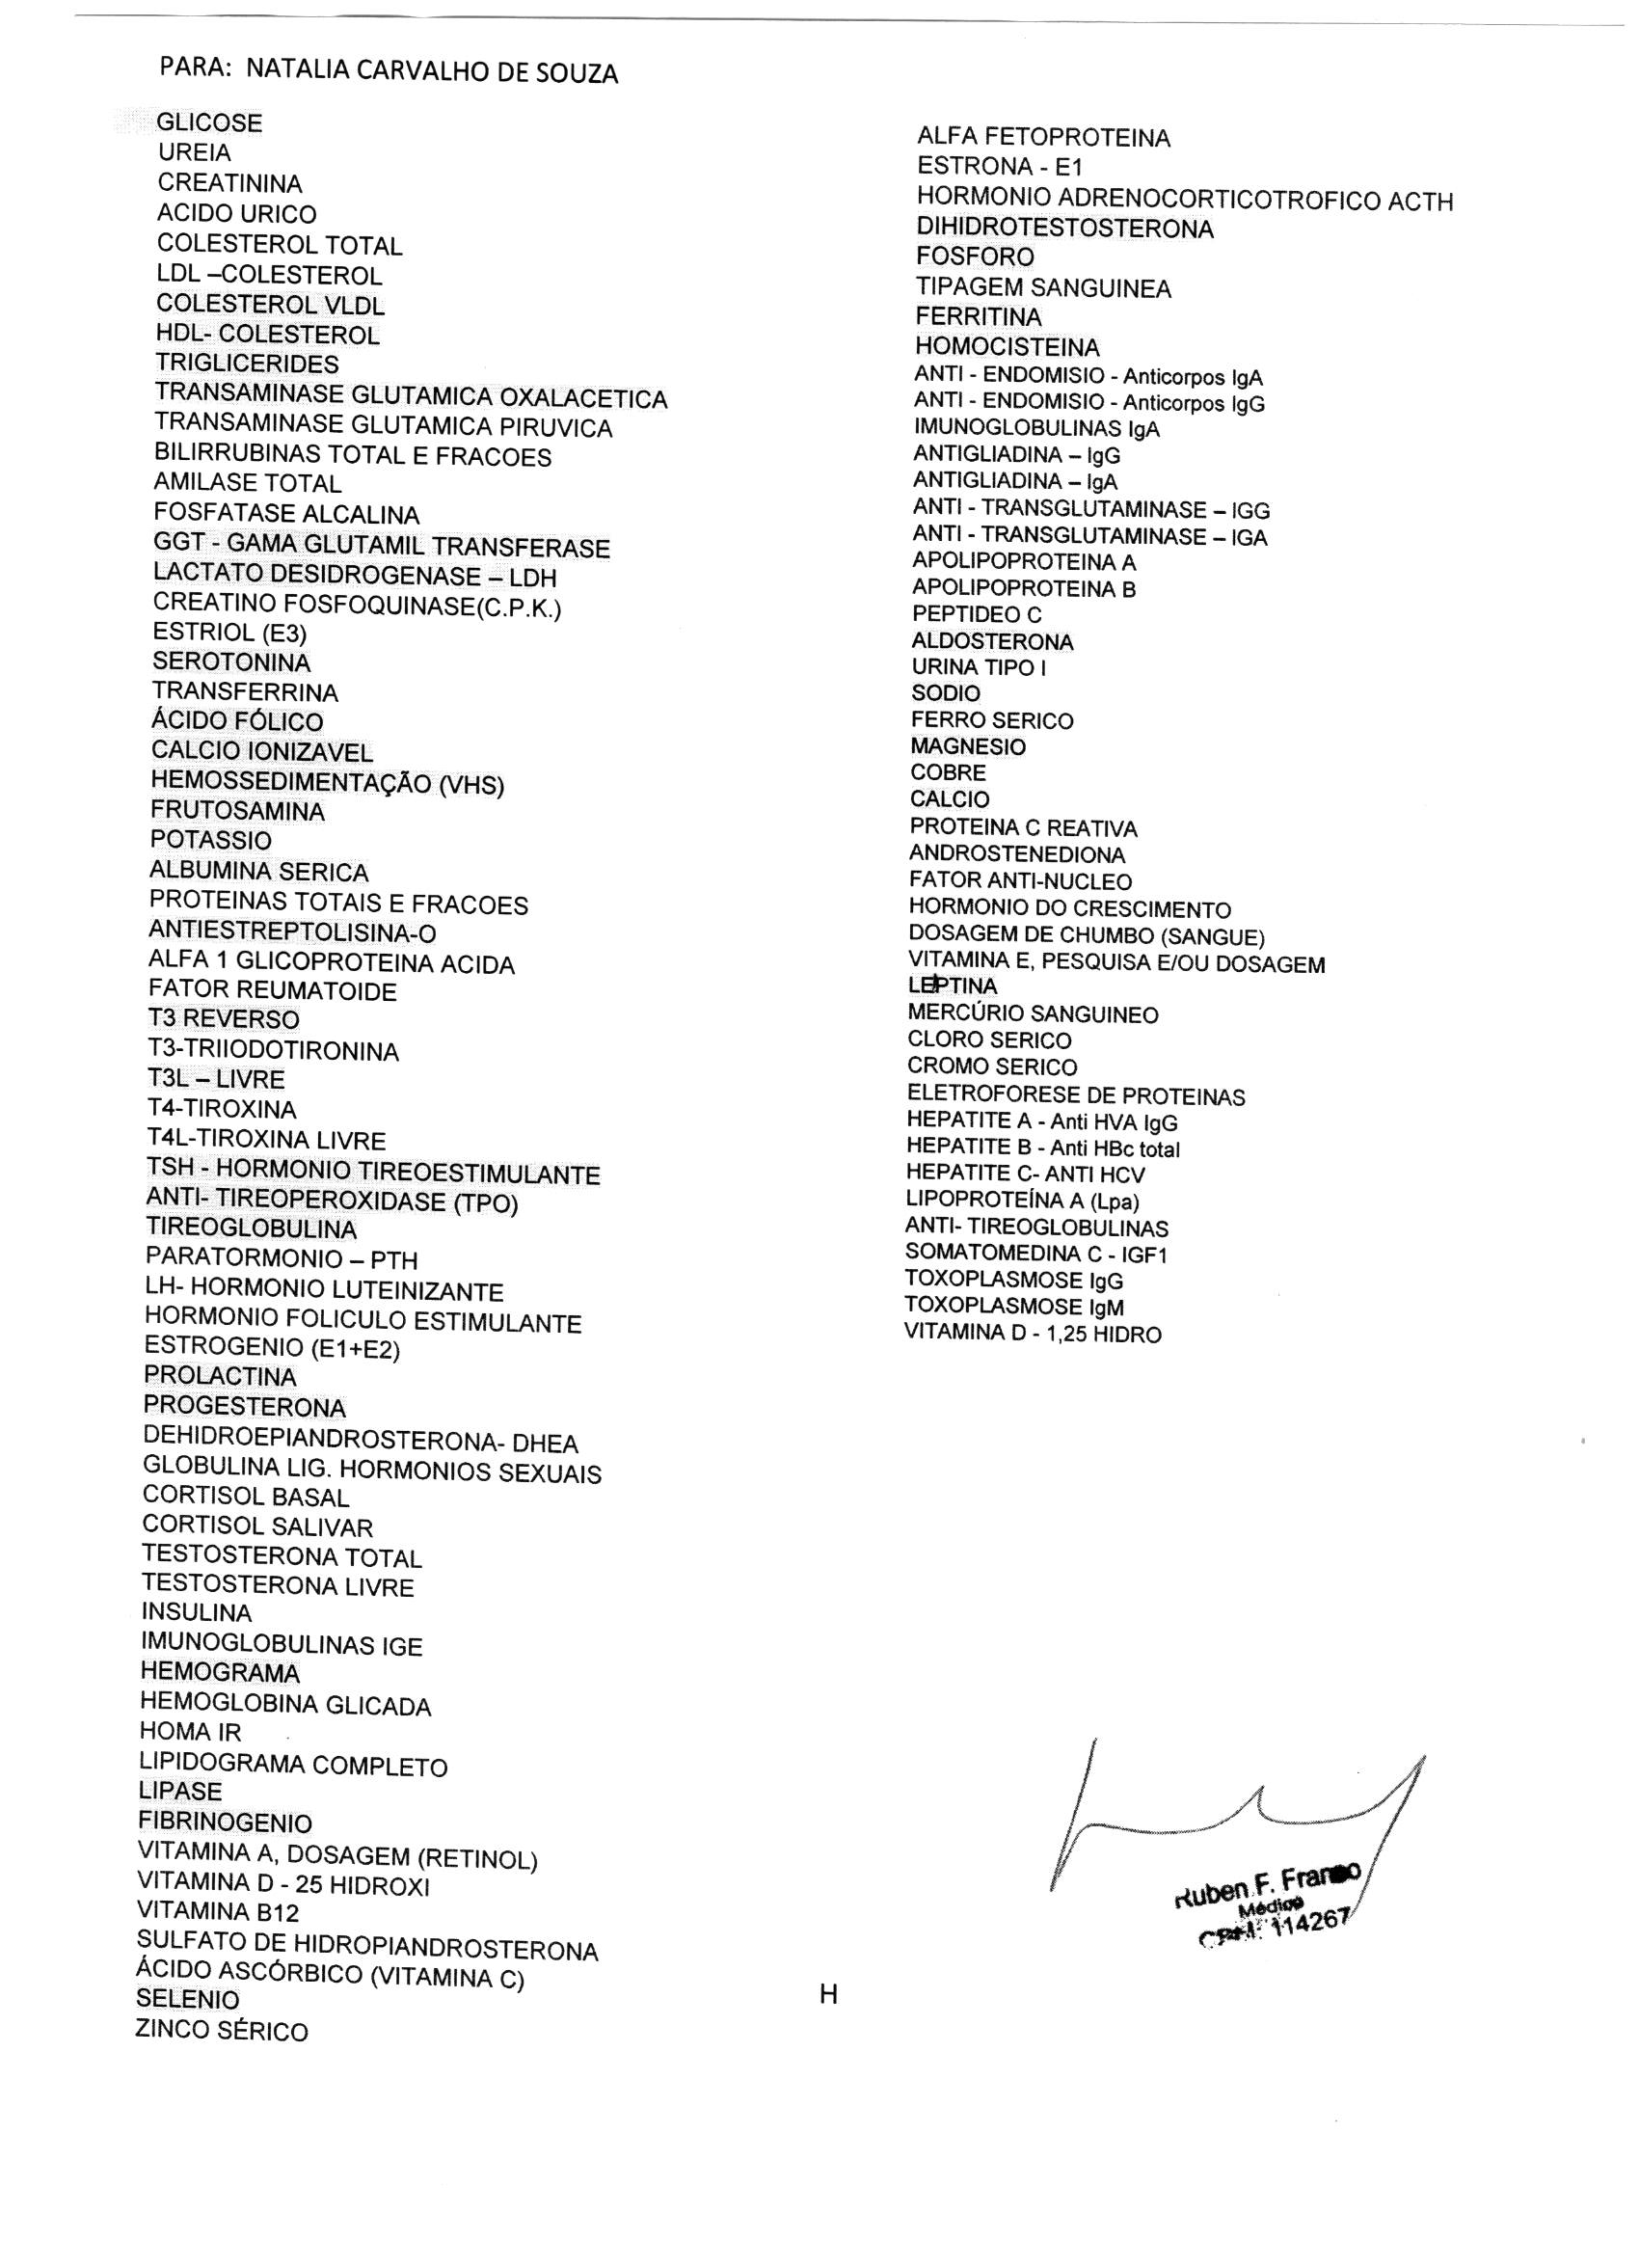 PARA: NATALIA CARVALHO DE SOUZA
GLICOSE
UREIA
CREATININA
ACIDO URICO
COLESTEROL TOTAL
LDL –COLESTEROL
COLESTEROL VLDL
HDL- COLESTEROL
TRIGLICERIDES
TRANSAMINASE GLUTAMICA OXALACETICA
TRANSAMINASE GLUTAMICA PIRUVICA
BILIRRUBINAS TOTAL E FRACOES
AMILASE TOTAL
FOSFATASE ALCALINA
GGT - GAMA GLUTAMIL TRANSFERASE
LACTATO DESIDROGENASE – LDH
CREATINO FOSFOQUINASE(C.P.K.)
ESTRIOL (E3)
SEROTONINA
TRANSFERRINA
ÁCIDO FÓLICO
CALCIO IONIZAVEL
HEMOSSEDIMENTAÇÃO (VHS)
FRUTOSAMINA
POTASSIO
ALBUMINA SERICA
PROTEINAS TOTAIS E FRACOES
ANTIESTREPTOLISINA-O
ALFA 1 GLICOPROTEINA ACIDA
FATOR REUMATOIDE
T3 REVERSO
T3-TRIIODOTIRONINA
T3L – LIVRE
T4-TIROXINA
T4L-TIROXINA LIVRE
TSH - HORMONIO TIREOESTIMULANTE
ANTI- TIREOPEROXIDASE (TPO)
TIREOGLOBULINA
PARATORMONIO – PTH
LH- HORMONIO LUTEINIZANTE
HORMONIO FOLICULO ESTIMULANTE
ESTROGENIO (E1+E2)
PROLACTINA
PROGESTERONA
DEHIDROEPIANDROSTERONA- DHEA
GLOBULINA LIG. HORMONIOS SEXUAIS
CORTISOL BASAL
CORTISOL SALIVAR
TESTOSTERONA TOTAL
TESTOSTERONA LIVRE
INSULINA
IMUNOGLOBULINAS IGE
HEMOGRAMA
HEMOGLOBINA GLICADA
HOMA IR
LIPIDOGRAMA COMPLETO
LIPASE
FIBRINOGENIO
VITAMINA A, DOSAGEM (RETINOL)
VITAMINA D - 25 HIDROXI
VITAMINA B12
SULFATO DE HIDROPIANDROSTERONA
ÁCIDO ASCÓRBICO (VITAMINA C)
SELENIO
ZINCO SÉRICO
ALFA FETOPROTEINA
ESTRONA - E1
HORMONIO ADRENOCORTICOTROFICO ACTH
DIHIDROTESTOSTERONA
FOSFORO
TIPAGEM SANGUINEA
FERRITINA
HOMOCISTEINA
ANTI - ENDOMISIO - Anticorpos IgA
ANTI - ENDOMISIO - Anticorpos IgG
IMUNOGLOBULINAS IgA
ANTIGLIADINA – IgG
ANTIGLIADINA – IgA
ANTI - TRANSGLUTAMINASE – IGG
ANTI - TRANSGLUTAMINASE – IGA
APOLIPOPROTEINA A
APOLIPOPROTEINA B
PEPTIDEO C
ALDOSTERONA
URINA TIPO I
SODIO
FERRO SERICO
MAGNESIO
COBRE
CALCIO
PROTEINA C REATIVA
ANDROSTENEDIONA
FATOR ANTI-NUCLEO
HORMONIO DO CRESCIMENTO
DOSAGEM DE CHUMBO (SANGUE)
VITAMINA E, PESQUISA E/OU DOSAGEM
LEPTINA
MERCÚRIO SANGUINEO
CLORO SERICO
CROMO SERICO
ELETROFORESE DE PROTEINAS
HEPATITE A - Anti HVA IgG
HEPATITE B - Anti HBc total
HEPATITE C- ANTI HCV
LIPOPROTEÍNA A (Lpa)
ANTI- TIREOGLOBULINAS
SOMATOMEDINA C - IGF1
TOXOPLASMOSE IgG
TOXOPLASMOSE IgM
VITAMINA D - 1,25 HIDRO
Ruben F. Franco
Médico
114267
H